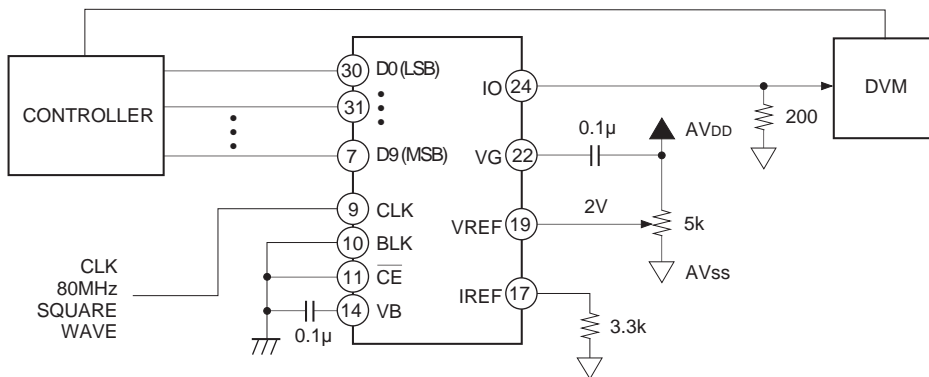 CONTROLLER
30 D0 (LSB)
31
7 D9 (MSB)
9 CLK
10 BLK
11 CE
14 VB
0.1µ
CLK
80MHz
SQUARE
WAVE
IO 24
VG 22
VREF 19
IREF 17
0.1µ
AVDD
2V
5k
AVss
3.3k
200
DVM